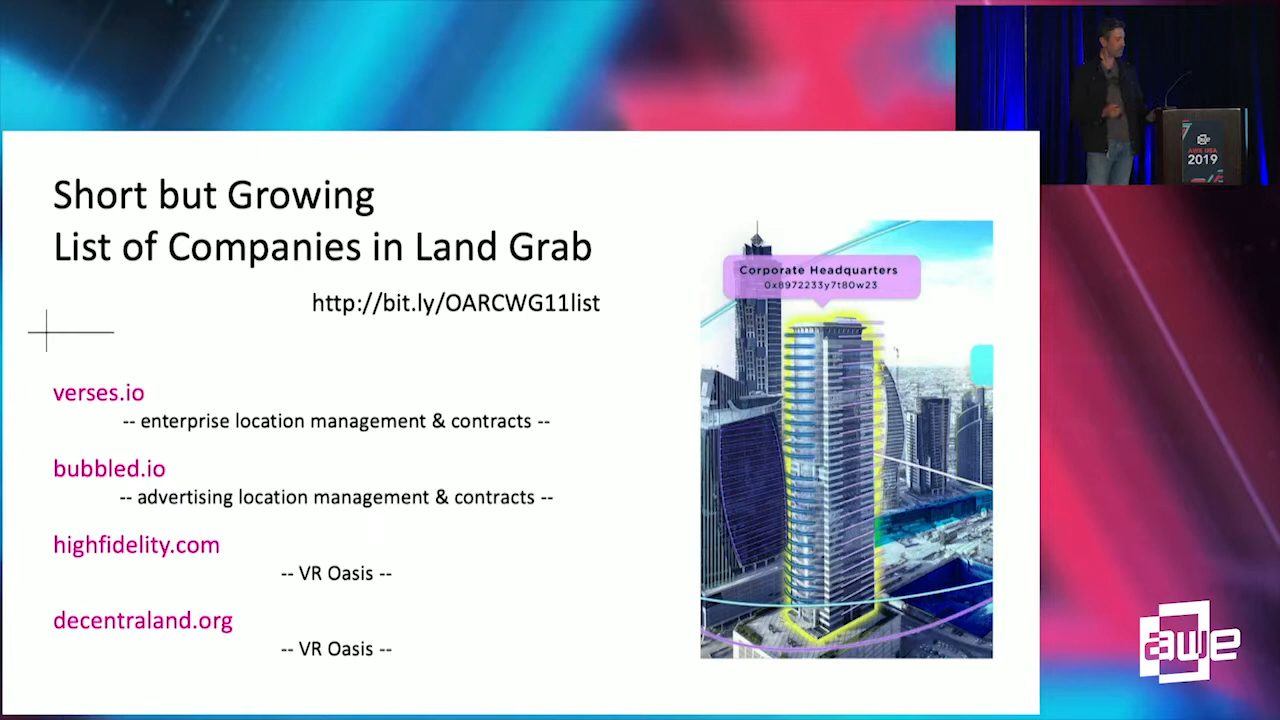 Short but Growing
List of Companies in Land Grab
http://bit.ly/OARCWG11list
verses.io
-- enterprise location management & contracts --
bubbled.io
-- advertising location management & contracts --
highfidelity.com
-- VR Oasis --
decentraland.org
-- VR Oasis --
Corporate Headquarters
0x8972233y7t80w23
awe
AWE USA
2019
awe